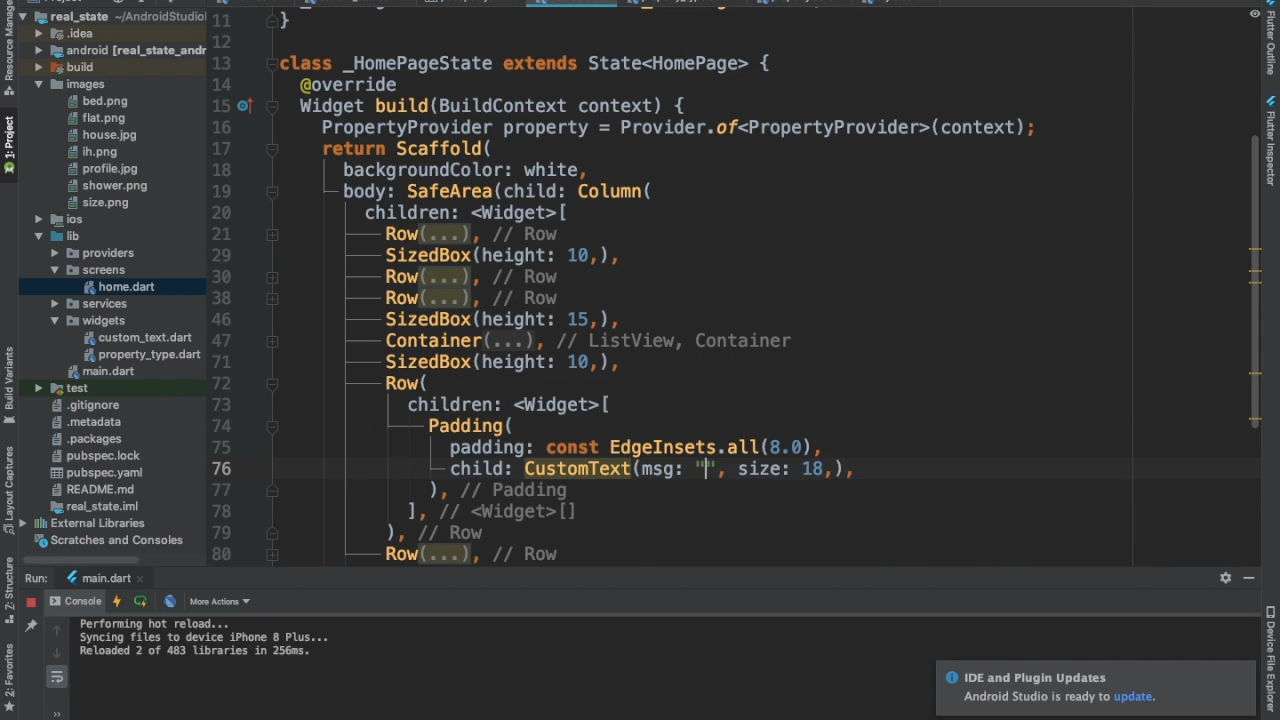 real_state ~/AndroidStudio
.idea
android [real_state_andr
build
images
bed.png
flat.png
house.jpg
ih.png
profile.jpg
shower.png
size.png
ios
lib
providers
screens
home.dart
services
widgets
custom_text.dart
property_type.dart
main.dart
test
.gitignore
.metadata
.packages
pubspec.lock
pubspec.yaml
README.md
real_state.iml
External Libraries
Scratches and Consoles
Resource Manager
1: Project
Build Variants
Layout Captures
Z: Structure
2: Favorites
11 }
12
13 class _HomePageState extends State<HomePage> {
14 @override
15 Widget build(BuildContext context) {
16 PropertyProvider property = Provider.of<PropertyProvider>(context);
17 return Scaffold(
18 backgroundColor: white,
19 body: SafeArea(child: Column(
20 children: <Widget>[
21 Row(...), // Row
29 SizedBox(height: 10,),
30 Row(...), // Row
38 Row(...), // Row
46 SizedBox(height: 15,),
47 Container(...), // ListView, Container
71 SizedBox(height: 10,),
72 Row(
73 children: <Widget>[
74 Padding(
75 padding: const EdgeInsets.all(8.0),
76 child: CustomText(msg: "", size: 18,),
77 ), // Padding
78 ], // <Widget>[]
79 ), // Row
80 Row(...), // Row
Flutter Outline
Flutter Inspector
Device File Explorer
Run: main.dart
Console More Actions
Performing hot reload...
Syncing files to device iPhone 8 Plus...
Reloaded 2 of 483 libraries in 256ms.
IDE and Plugin Updates
Android Studio is ready to update.